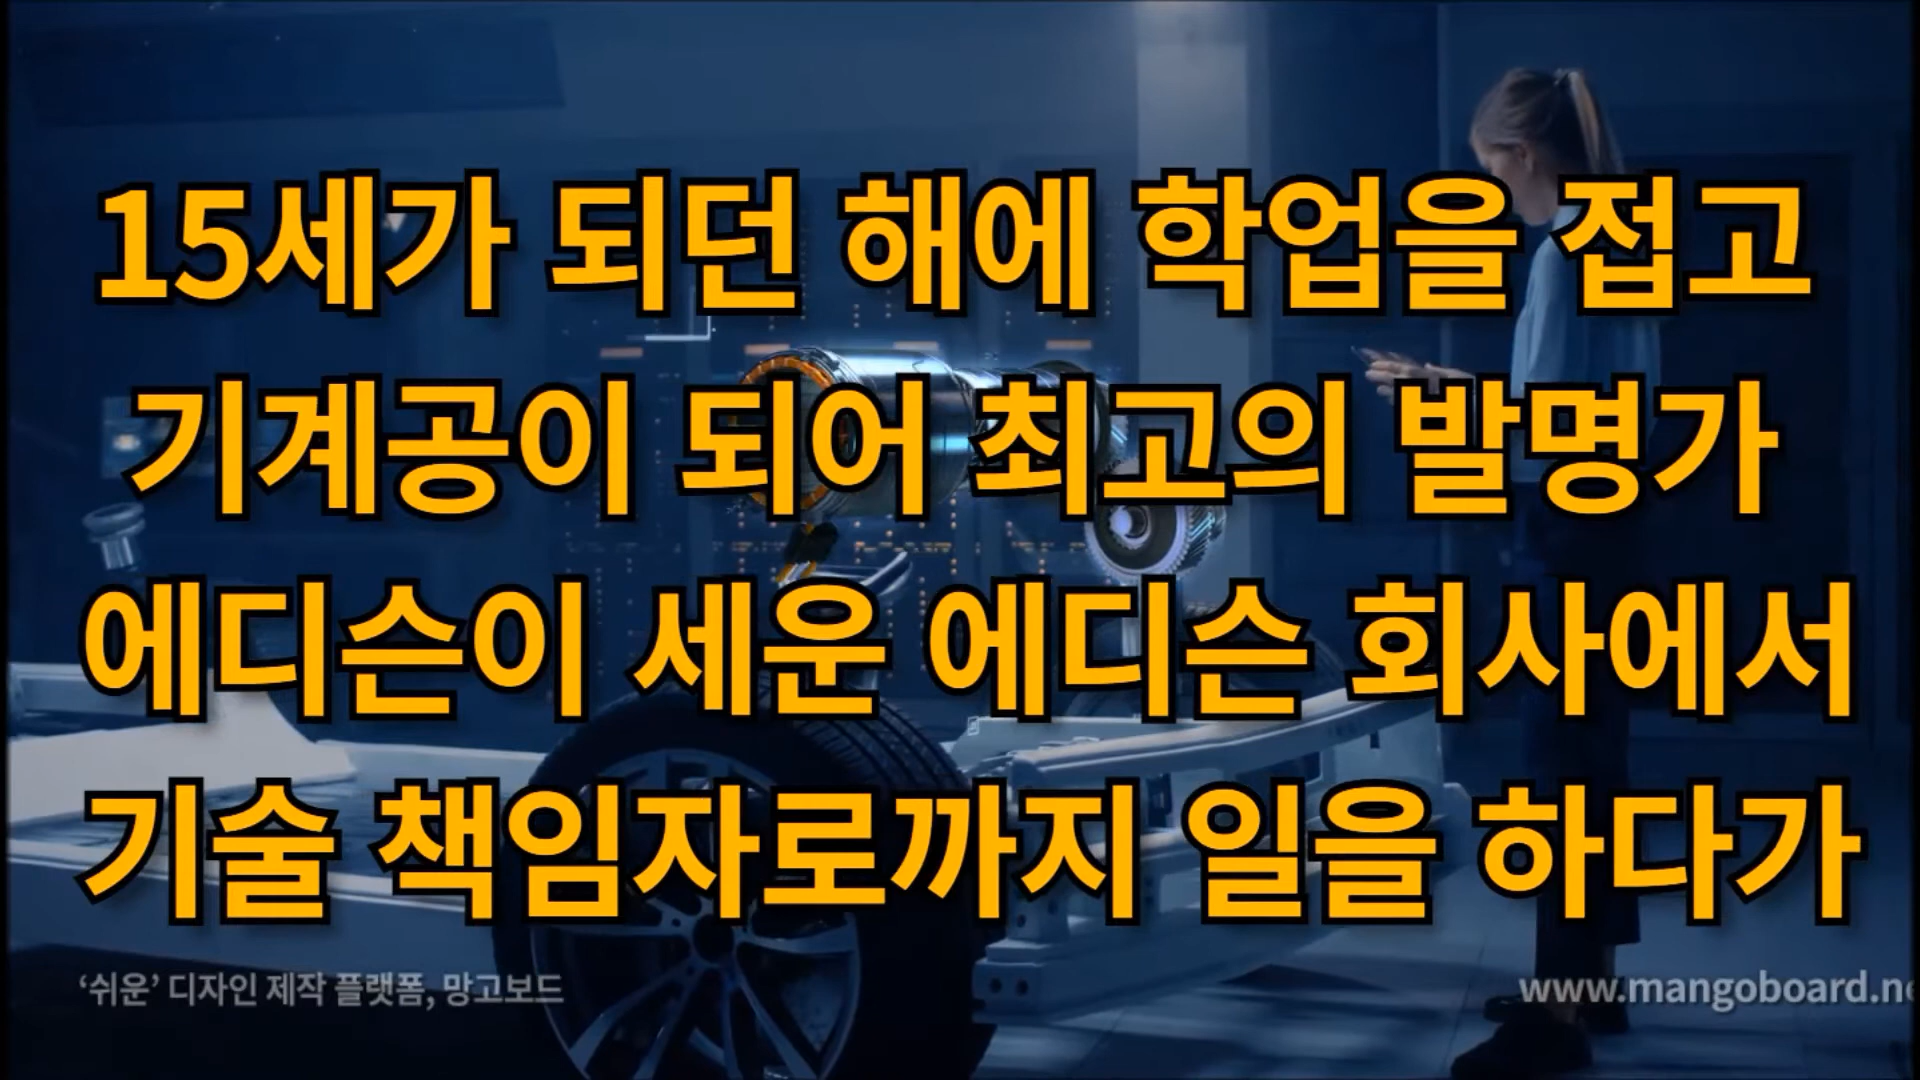 15세가 되던 해에 학업을 접고
기계공이 되어 최고의 발명가
에디슨이 세운 에디슨 회사에서
기술 책임자로까지 일을 하다가
‘쉬운’ 디자인 제작 플랫폼, 망고보드
www.mangoboard.ne